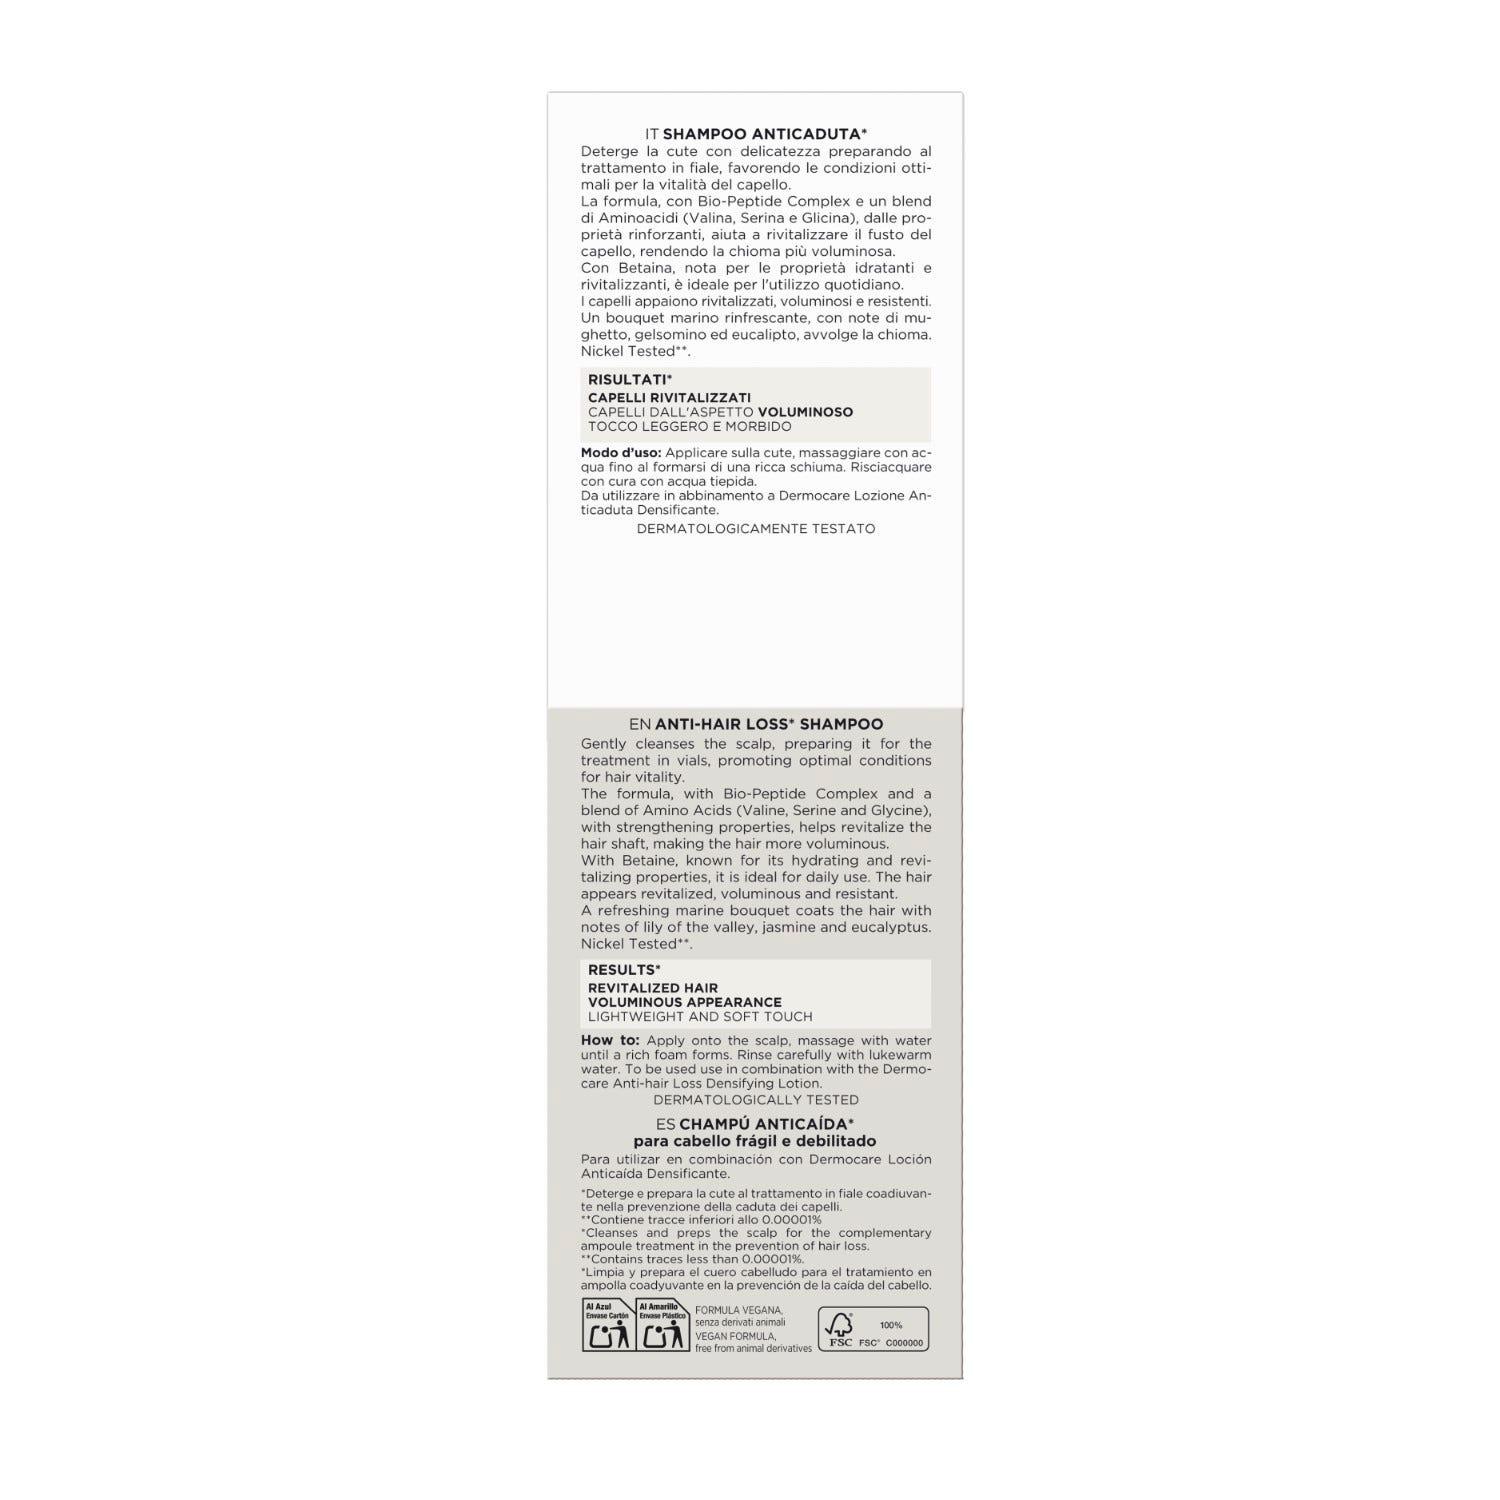 IT SHAMPOO ANTICADUTA*
Deterge la cute con delicatezza preparando al
trattamento in fiale, favorendo le condizioni otti-
mali per la vitalità del capello.
La formula, con Bio-Peptide Complex e un blend
di Aminoacidi (Valina, Serina e Glicina), dalle pro-
prietà rinforzanti, aiuta a rivitalizzare il fusto del
capello, rendendo la chioma più voluminosa.
Con Betaina, nota per le proprietà idratanti e
rivitalizzanti, è ideale per l'utilizzo quotidiano.
I capelli appaiono rivitalizzati, voluminosi e resistenti.
Un bouquet marino rinfrescante, con note di mu-
ghetto, gelsomino ed eucalipto, avvolge la chioma.
Nickel Tested**.
RISULTATI*
CAPELLI RIVITALIZZATI
CAPELLI DALL'ASPETTO VOLUMINOSO
TOCCO LEGGERO E MORBIDO
Modo d’uso: Applicare sulla cute, massaggiare con ac-
qua fino al formarsi di una ricca schiuma. Risciacquare
con cura con acqua tiepida.
Da utilizzare in abbinamento a Dermocare Lozione An-
ticaduta Densificante.
DERMATOLOGICAMENTE TESTATO
EN ANTI-HAIR LOSS* SHAMPOO
Gently cleanses the scalp, preparing it for the
treatment in vials, promoting optimal conditions
for hair vitality.
The formula, with Bio-Peptide Complex and a
blend of Amino Acids (Valine, Serine and Glycine),
with strengthening properties, helps revitalize the
hair shaft, making the hair more voluminous.
With Betaine, known for its hydrating and revi-
talizing properties, it is ideal for daily use. The hair
appears revitalized, voluminous and resistant.
A refreshing marine bouquet coats the hair with
notes of lily of the valley, jasmine and eucalyptus.
Nickel Tested**.
RESULTS*
REVITALIZED HAIR
VOLUMINOUS APPEARANCE
LIGHTWEIGHT AND SOFT TOUCH
How to: Apply onto the scalp, massage with water
until a rich foam forms. Rinse carefully with lukewarm
water. To be used use in combination with the Dermo-
care Anti-hair Loss Densifying Lotion.
DERMATOLOGICALLY TESTED
ES CHAMPÚ ANTICAÍDA*
para cabello frágil e debilitado
Para utilizar en combinación con Dermocare Loción
Anticaída Densificante.
*Deterge e prepara la cute al trattamento in fiale coadiuvan-
te nella prevenzione della caduta dei capelli.
**Contiene tracce inferiori allo 0.00001%
*Cleanses and preps the scalp for the complementary
ampoule treatment in the prevention of hair loss.
**Contains traces less than 0.00001%.
*Limpia y prepara el cuero cabelludo para el tratamiento en
ampolla coadyuvante en la prevención de la caída del cabello.
Al Azul
Envase Cartón
Al Amarillo
Envase Plástico
FORMULA VEGANA,
senza derivati animali
VEGAN FORMULA,
free from animal derivatives
100%
FSC FSC® C000000